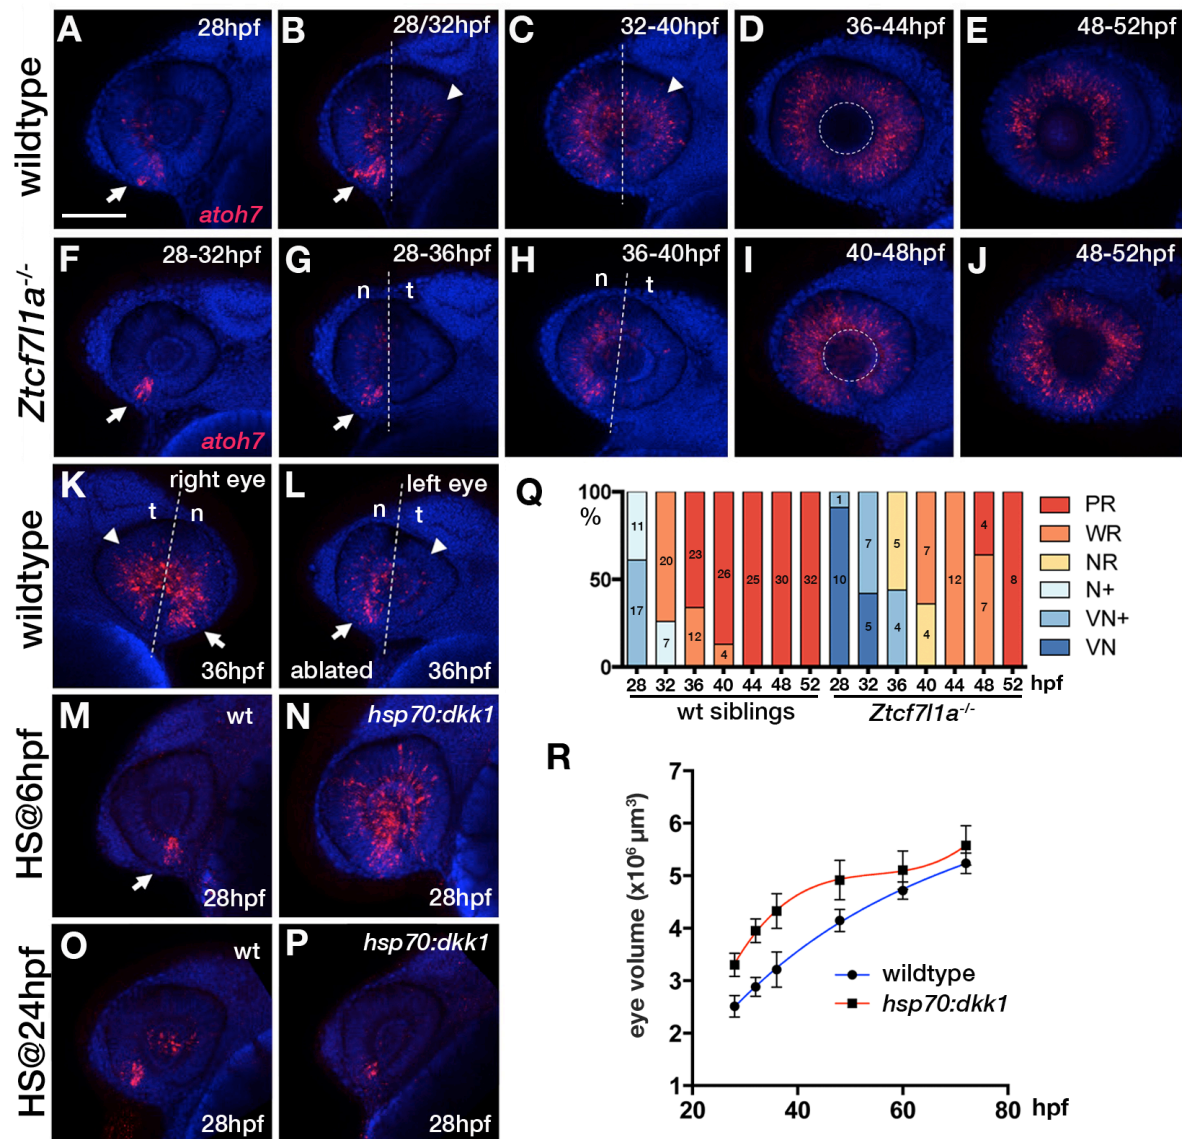 wildtype
A 28hpf
atoh7
B 28/32hpf
C 32-40hpf
D 36-44hpf
E 48-52hpf
Ztcf7l1a-/-
F 28-32hpf
atoh7
G 28-36hpf
n t
H 36-40hpf
n t
I 40-48hpf
J 48-52hpf
wildtype
K right eye
t n
36hpf
L left eye
n t
ablated 36hpf
HS@6hpf
M wt
28hpf
N hsp70:dkk1
28hpf
HS@24hpf
O wt
28hpf
P hsp70:dkk1
28hpf
Q
100
%
50
0
11 20 23 26 25 30 32 1 7 5 7 12 4 8
17 7 12 4 10 5 4 4 7
28 32 36 40 44 48 52 28 32 36 40 44 48 52 hpf
wt siblings Ztcf7l1a-/-
PR
WR
NR
N+
VN+
VN
R
eye volume (x10⁶ µm³)
7
6
5
4
3
2
1
20 40 60 80 hpf
wildtype
hsp70:dkk1